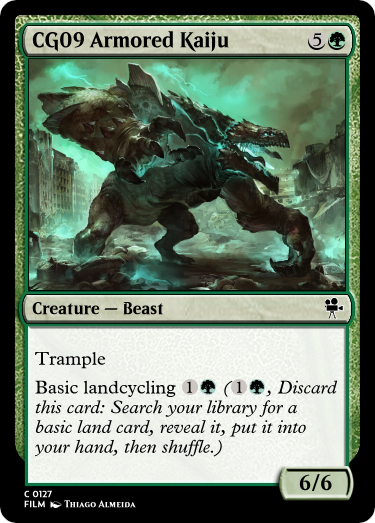 CG09 Armored Kaiju 5
Creature — Beast
Trample
Basic landcycling 1 (1, Discard
this card: Search your library for a
basic land card, reveal it, put it into
your hand, then shuffle.)
6/6
C 0127
FILM Thiago Almeida